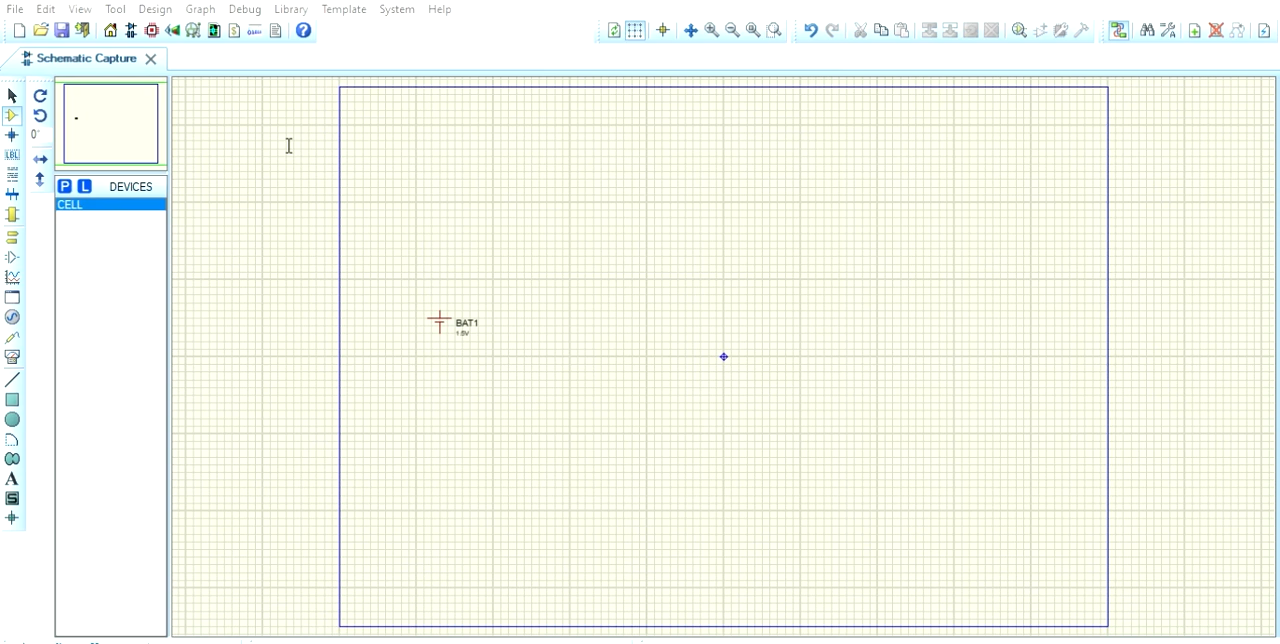 File Edit View Tool Design Graph Debug Library Template System Help
Schematic Capture
0°
LBL
P L DEVICES
CELL
BAT1
1.5V
A
S